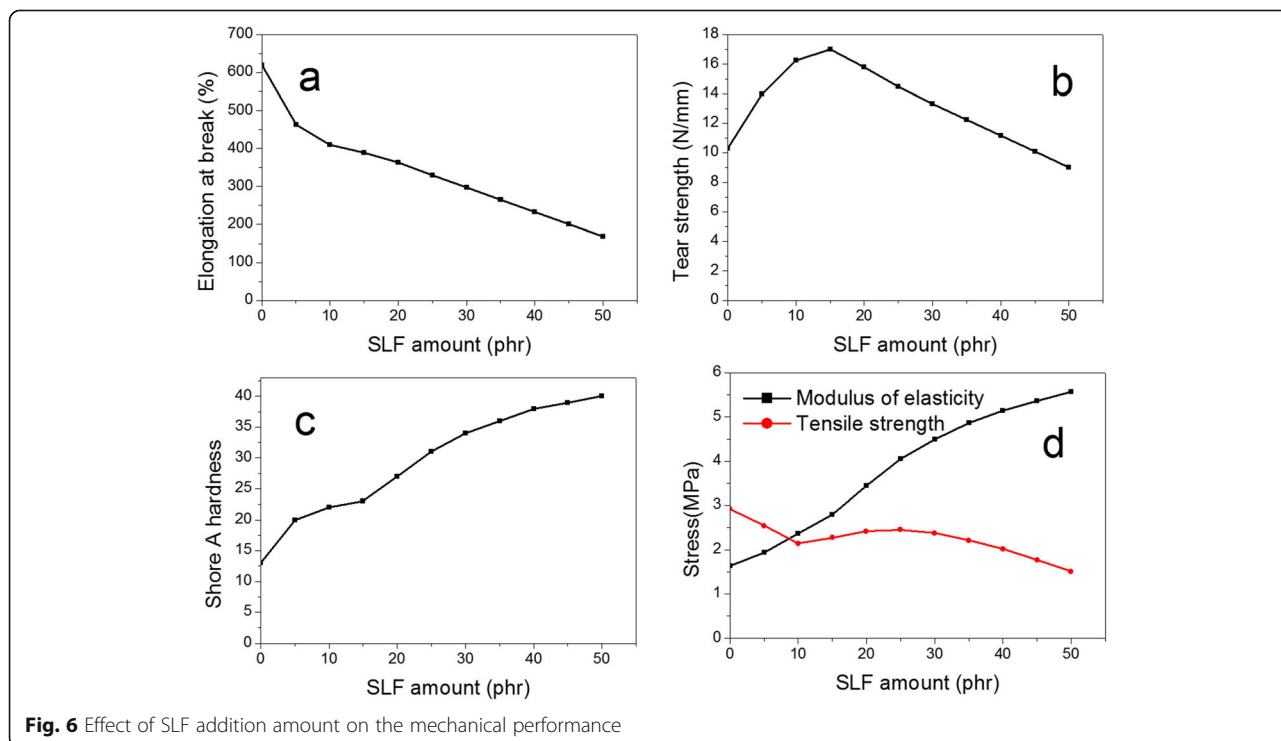 700
600
500
400
300
200
100
0
Elongation at break (%)
a
0 10 20 30 40 50
SLF amount (phr)
18
16
14
12
10
8
6
4
2
0
Tear strength (N/mm)
b
0 10 20 30 40 50
SLF amount (phr)
40
35
30
25
20
15
10
5
0
Shore A hardness
c
0 10 20 30 40 50
SLF amount (phr)
6
5
4
3
2
1
0
Stress(MPa)
Modulus of elasticity
Tensile strength
d
0 10 20 30 40 50
SLF amount (phr)
Fig. 6 Effect of SLF addition amount on the mechanical performance